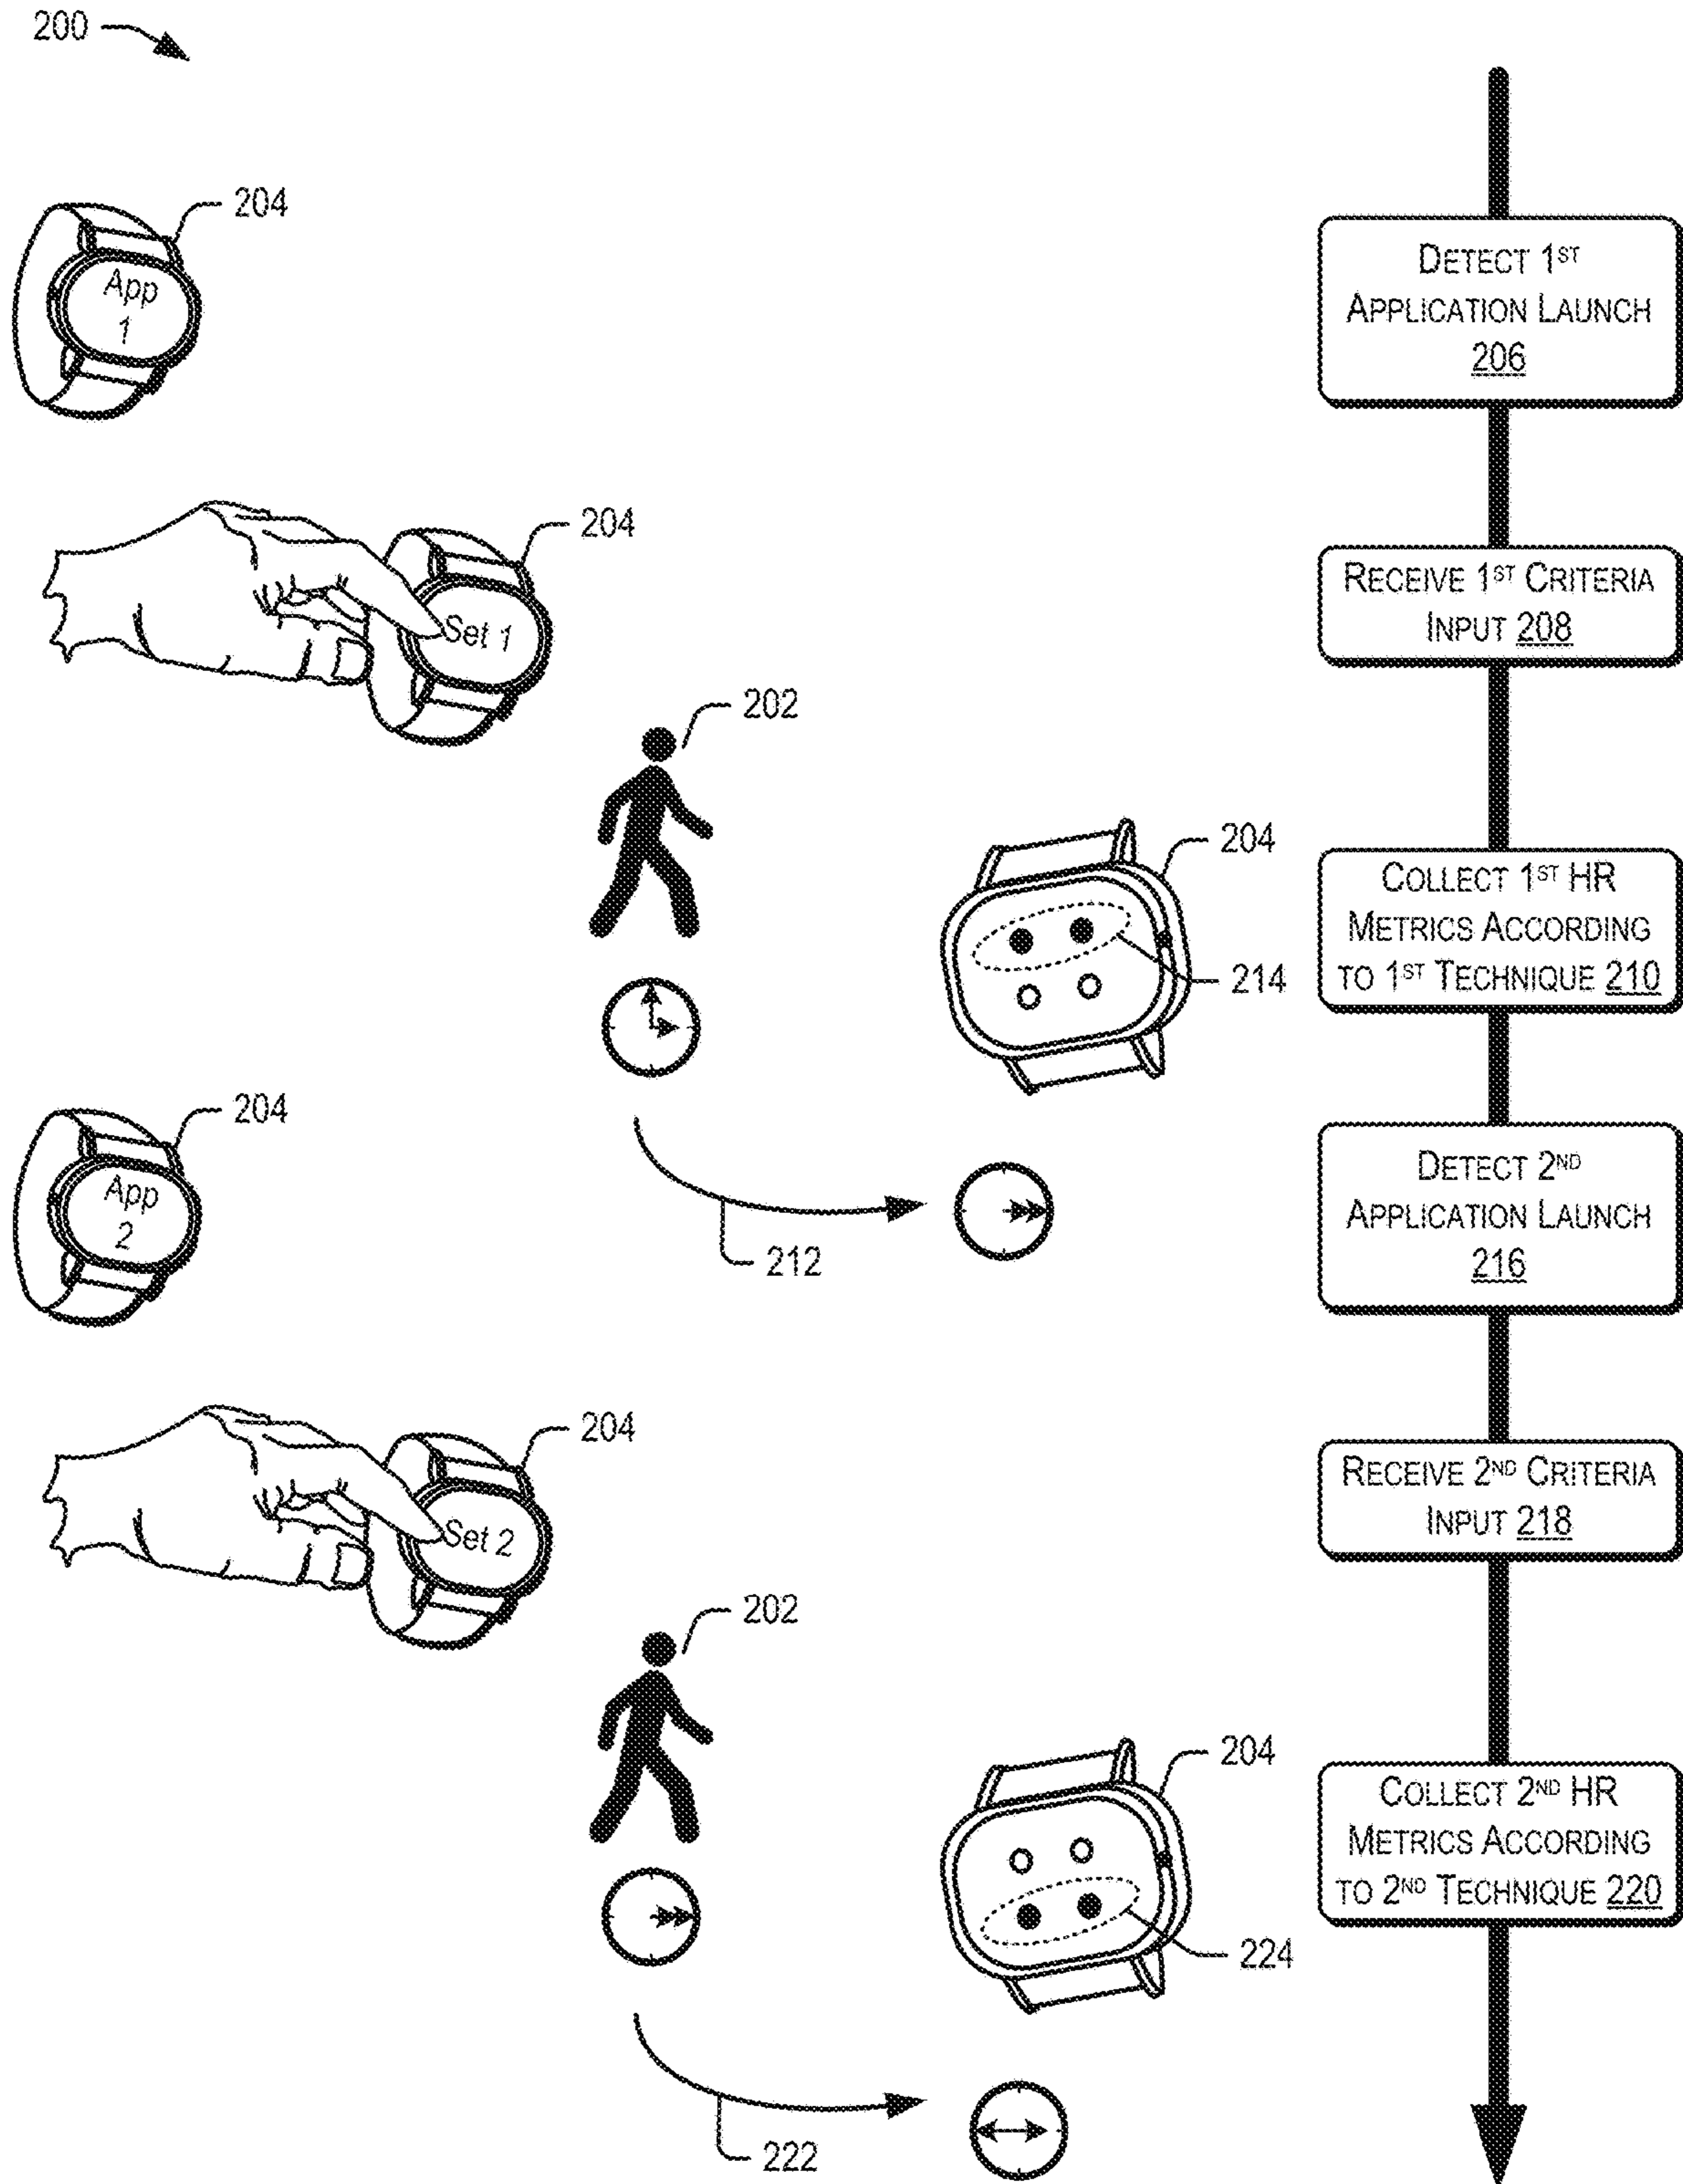 200
204
App
1
DETECT 1ST
APPLICATION LAUNCH
206
204
Set 1
RECEIVE 1ST CRITERIA
INPUT 208
202
204
214
COLLECT 1ST HR
METRICS ACCORDING
TO 1ST TECHNIQUE 210
204
App
2
212
DETECT 2ND
APPLICATION LAUNCH
216
204
Set 2
RECEIVE 2ND CRITERIA
INPUT 218
202
204
224
COLLECT 2ND HR
METRICS ACCORDING
TO 2ND TECHNIQUE 220
222